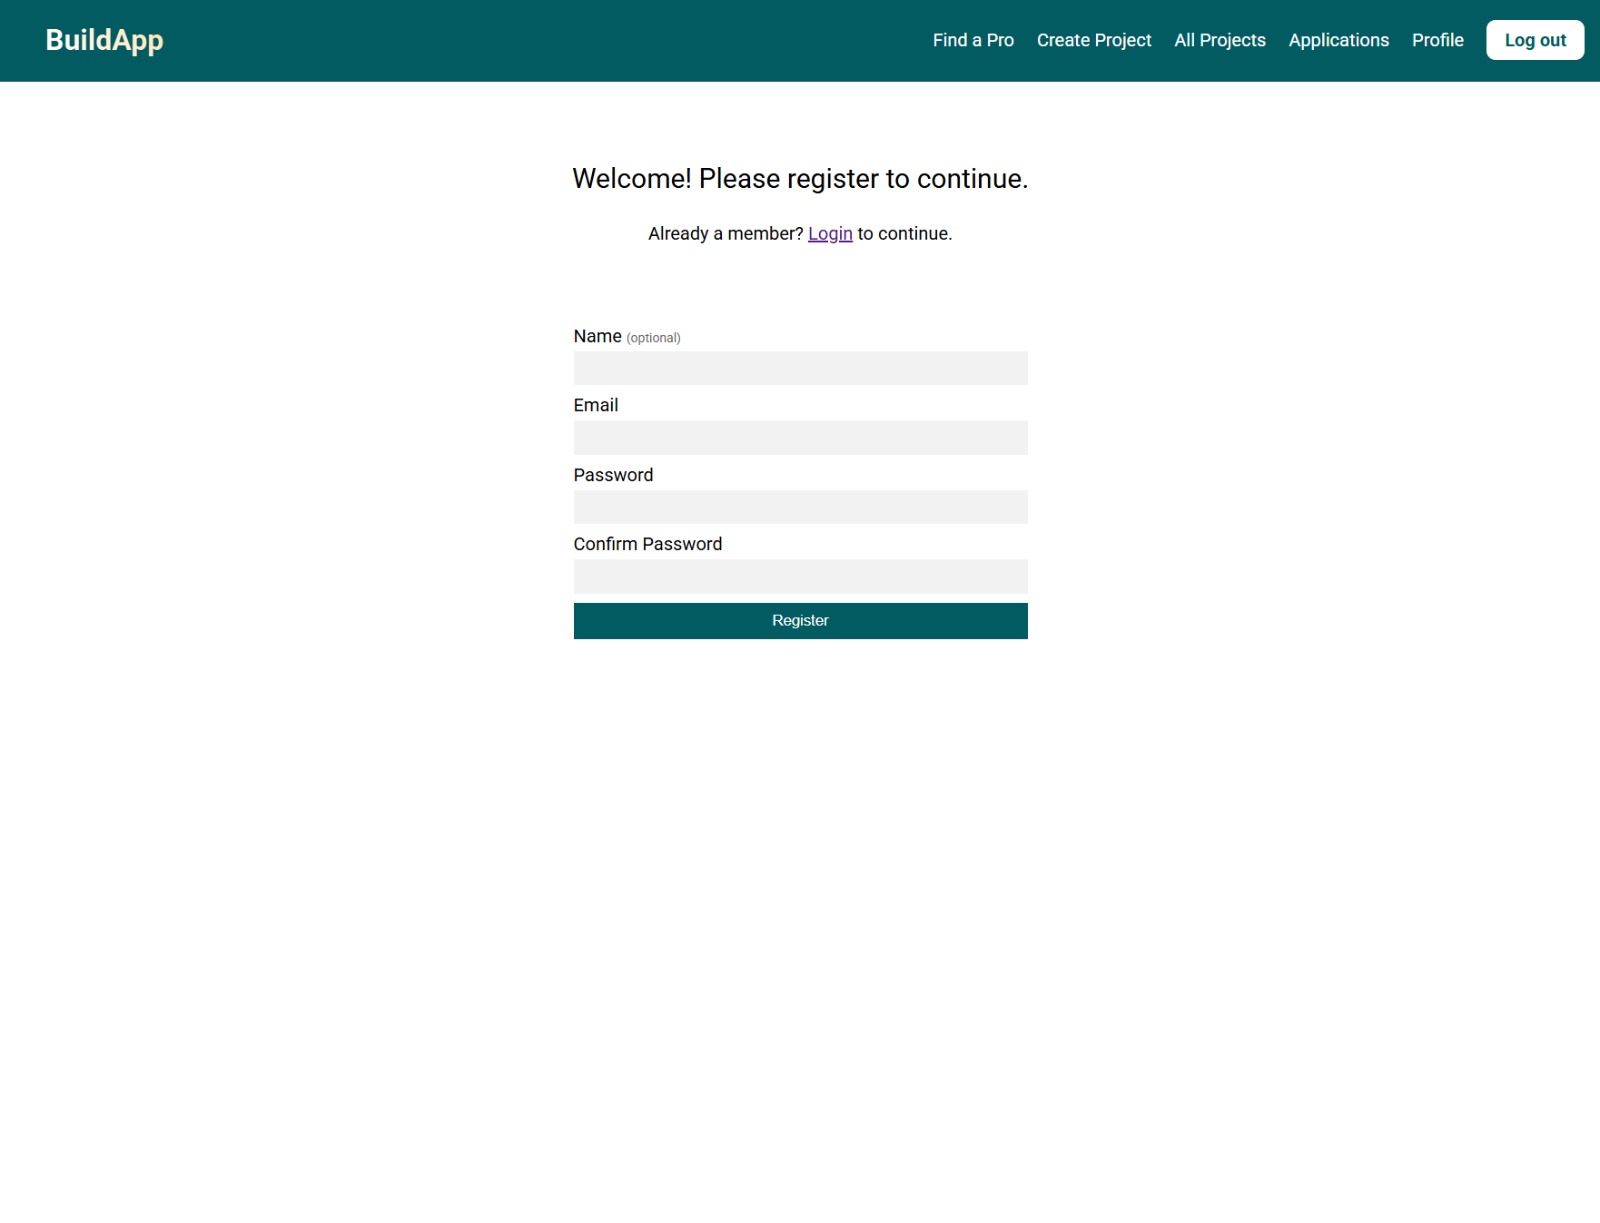 BuildApp
Find a Pro Create Project All Projects Applications Profile Log out
Welcome! Please register to continue.
Already a member? Login to continue.
Name (optional)
Email
Password
Confirm Password
Register